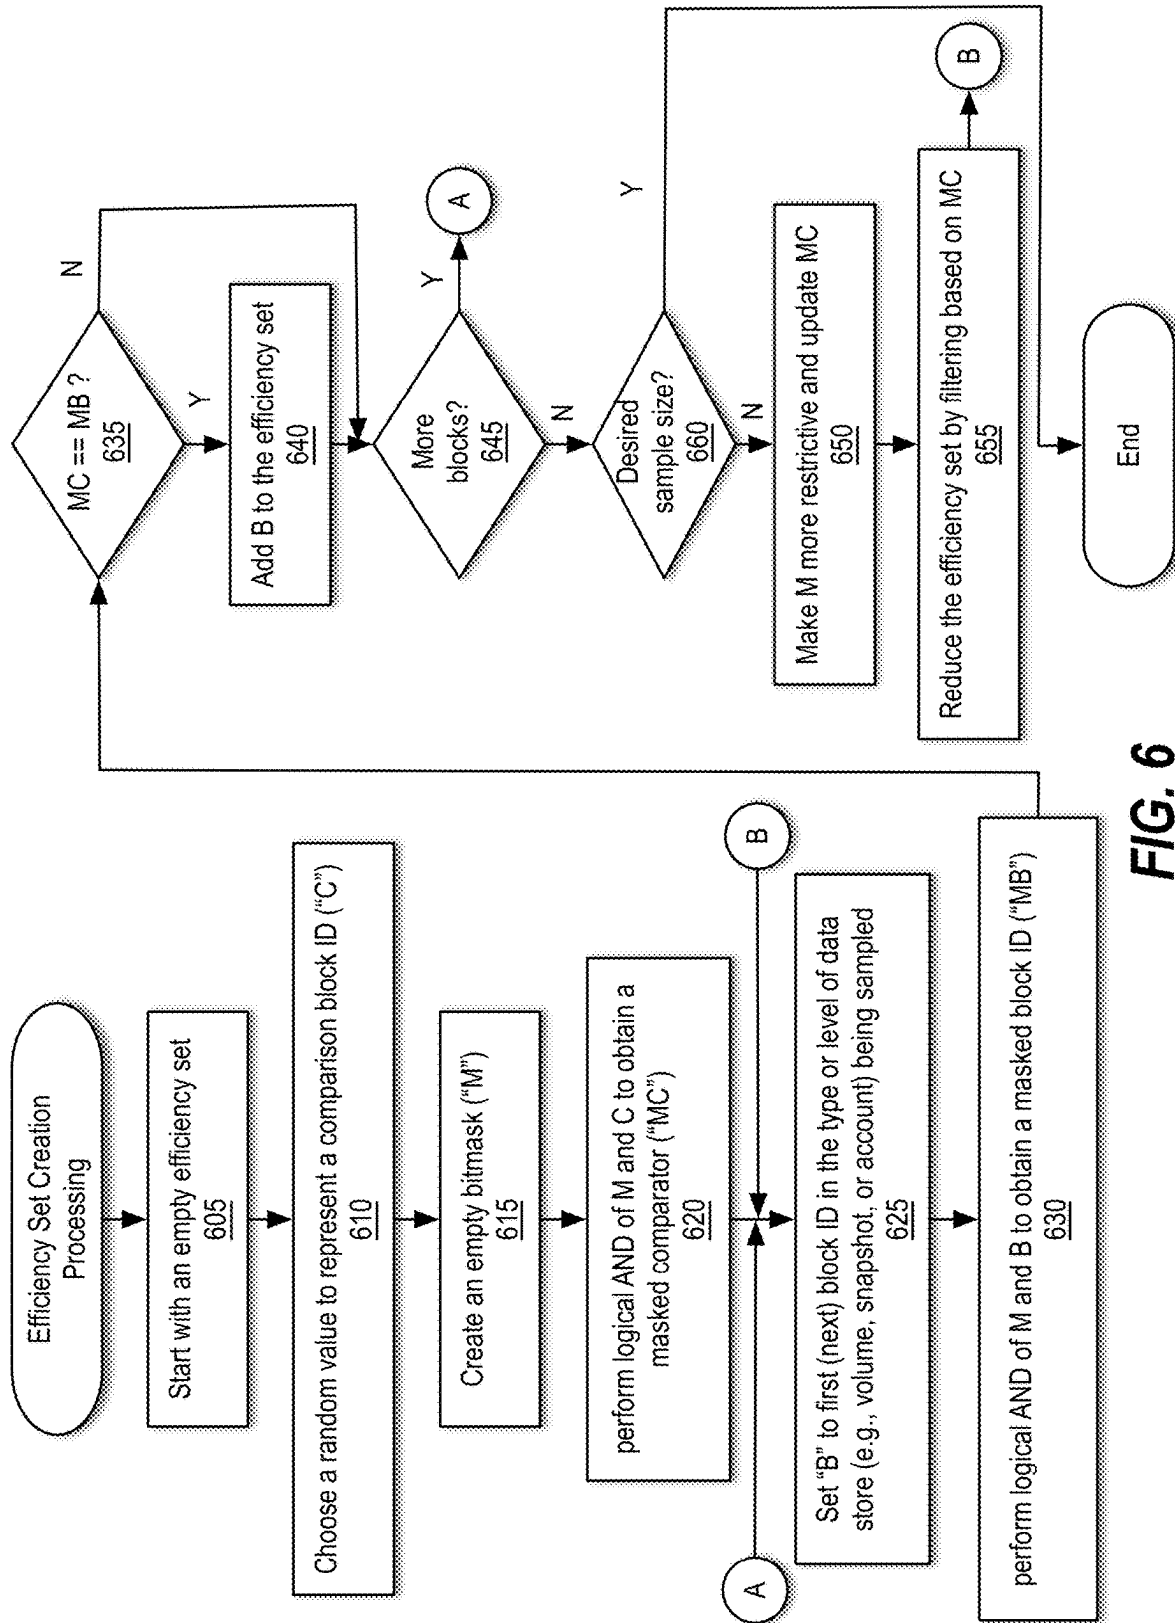 Efficiency Set Creation
Processing
Start with an empty efficiency set
605
Choose a random value to represent a comparison block ID (“C”)
610
Create an empty bitmask (“M”)
615
perform logical AND of M and C to obtain a
masked comparator (“MC”)
620
A
B
Set “B” to first (next) block ID in the type or level of data
store (e.g., volume, snapshot, or account) being sampled
625
perform logical AND of M and B to obtain a masked block ID (“MB”)
630
MC == MB ?
635
N
Y
Add B to the efficiency set
640
More
blocks?
645
Y
A
N
Desired
sample size?
660
Y
N
Make M more restrictive and update MC
650
Reduce the efficiency set by filtering based on MC
655
B
End
FIG. 6